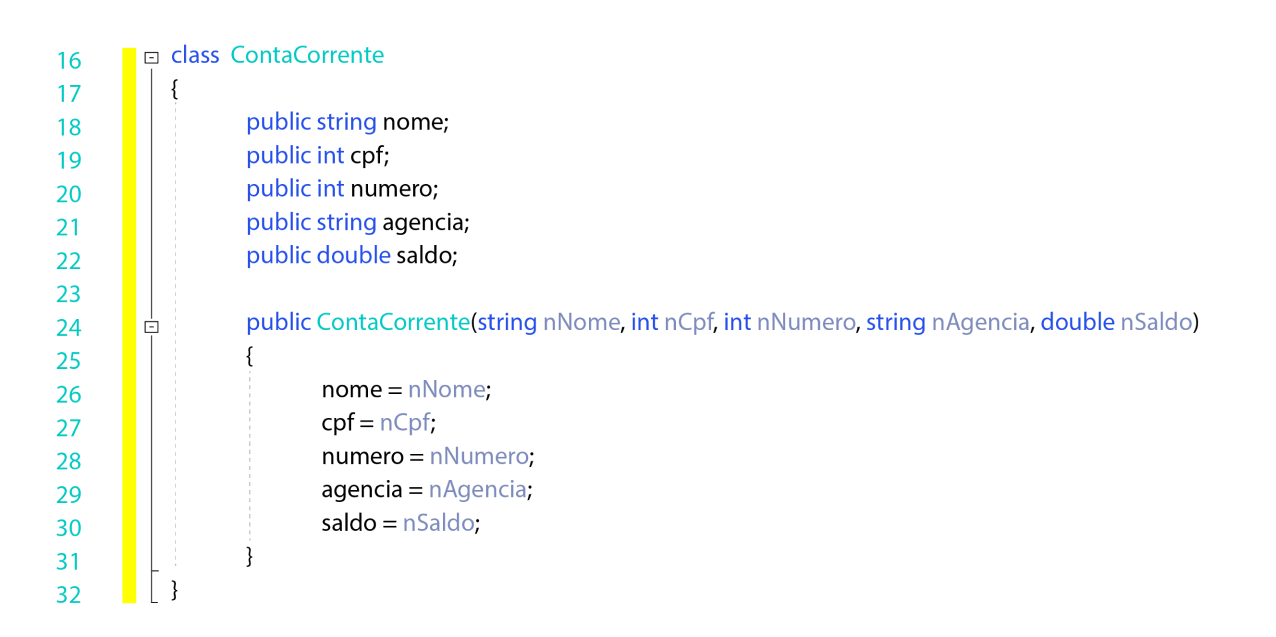 16 class ContaCorrente
17 {
18 public string nome;
19 public int cpf;
20 public int numero;
21 public string agencia;
22 public double saldo;
23
24 public ContaCorrente(string nNome, int nCpf, int nNumero, string nAgencia, double nSaldo)
25 {
26 nome = nNome;
27 cpf = nCpf;
28 numero = nNumero;
29 agencia = nAgencia;
30 saldo = nSaldo;
31 }
32 }